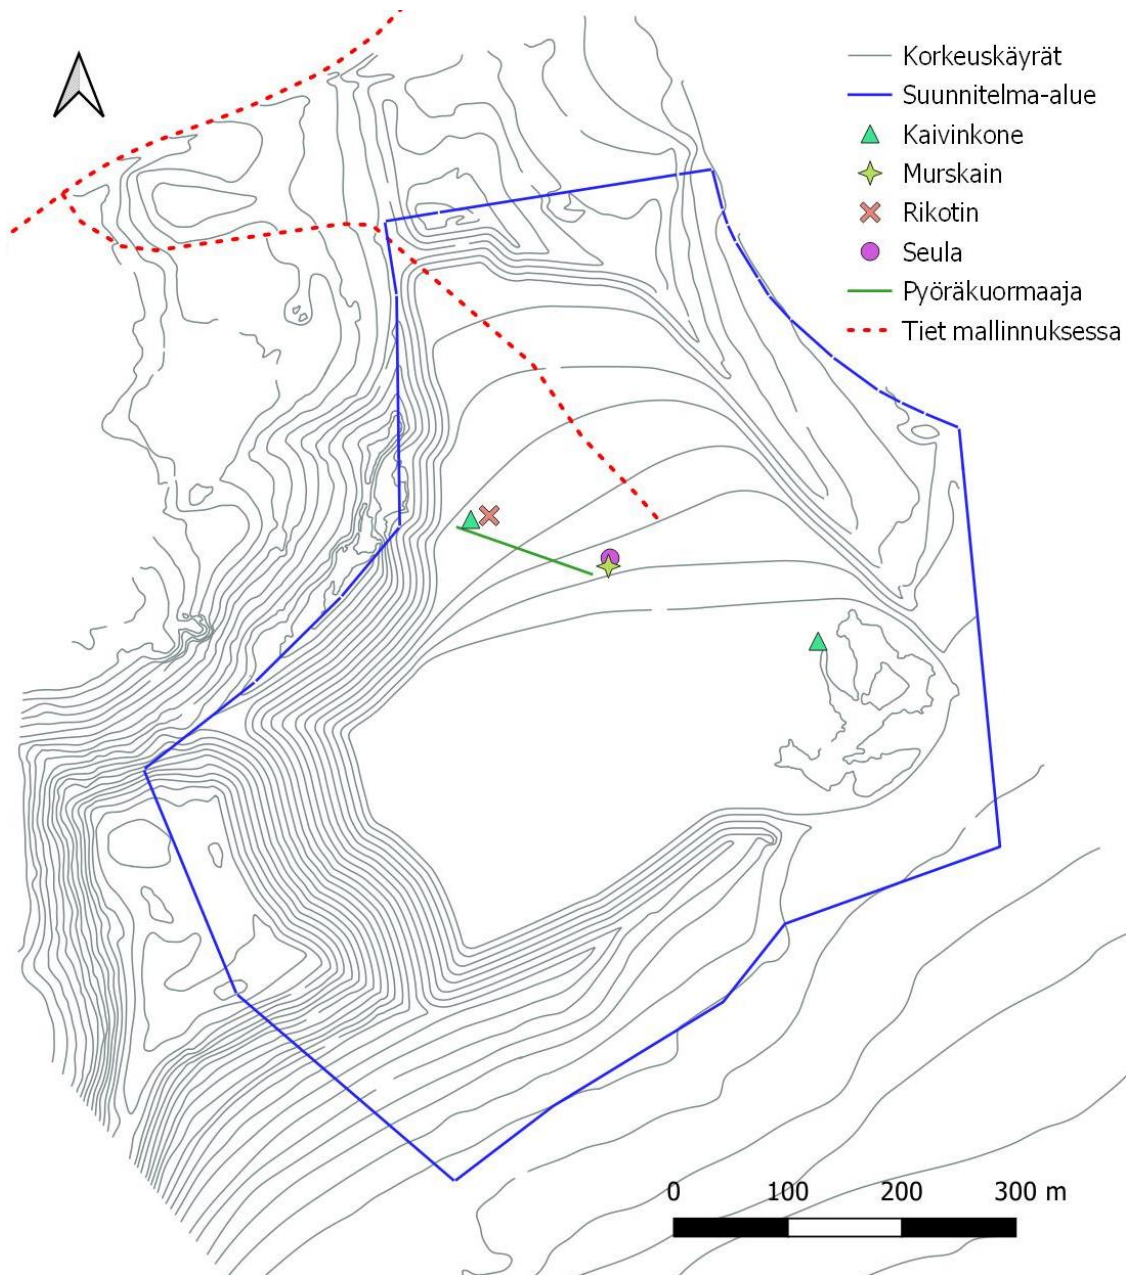 Korkeuskäyrät
Suunnitelma-alue
Kaivinkone
Murskain
Rikotin
Seula
Pyöräkuormaaja
Tiet mallinnuksessa
0 100 200 300 m